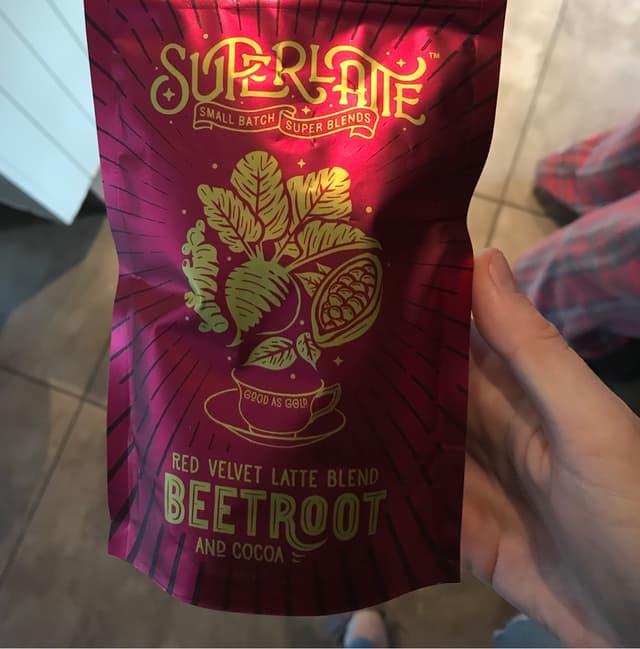 SUPERLATTE™
SMALL BATCH SUPER BLENDS
GOOD AS GOLD
RED VELVET LATTE BLEND
BEETROOT
AND COCOA